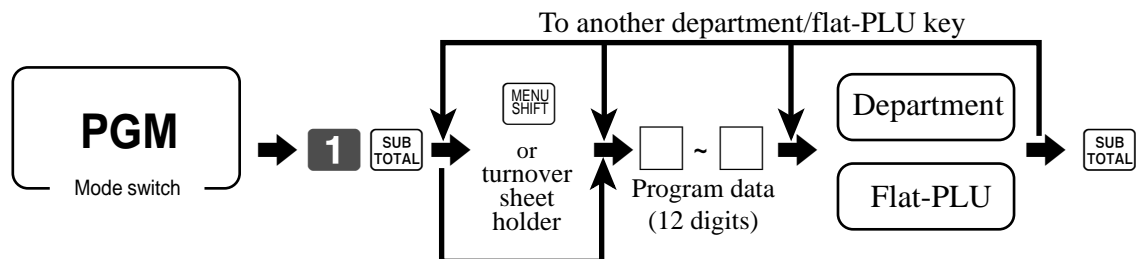 To another department/flat-PLU key
PGM
Mode switch
1
SUB
TOTAL
MENU
SHIFT
or
turnover
sheet
holder
~
Program data
(12 digits)
Department
Flat-PLU
SUB
TOTAL